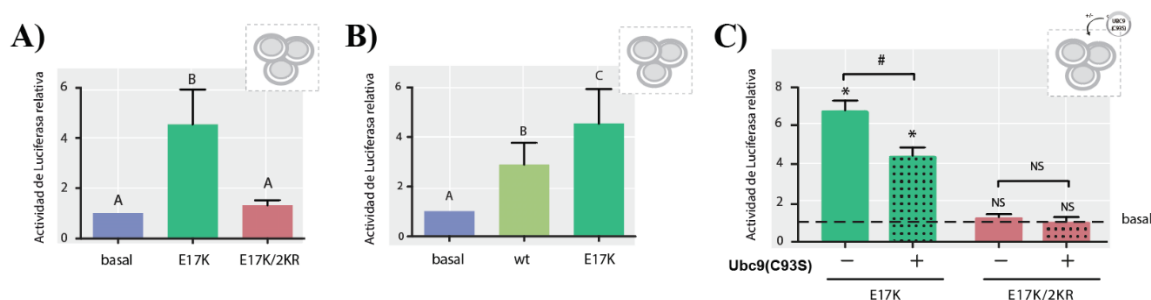 A)
Actividad de Luciferasa relativa
6
4
2
0
A
B
A
basal
E17K
E17K/2KR
B)
Actividad de Luciferasa relativa
6
4
2
0
A
B
C
basal
wt
E17K
C)
+/-
UBC9
(C93S)
Actividad de Luciferasa relativa
8
6
4
2
0
#
*
*
NS
NS
NS
basal
Ubc9(C93S)
−
+
−
+
E17K
E17K/2KR